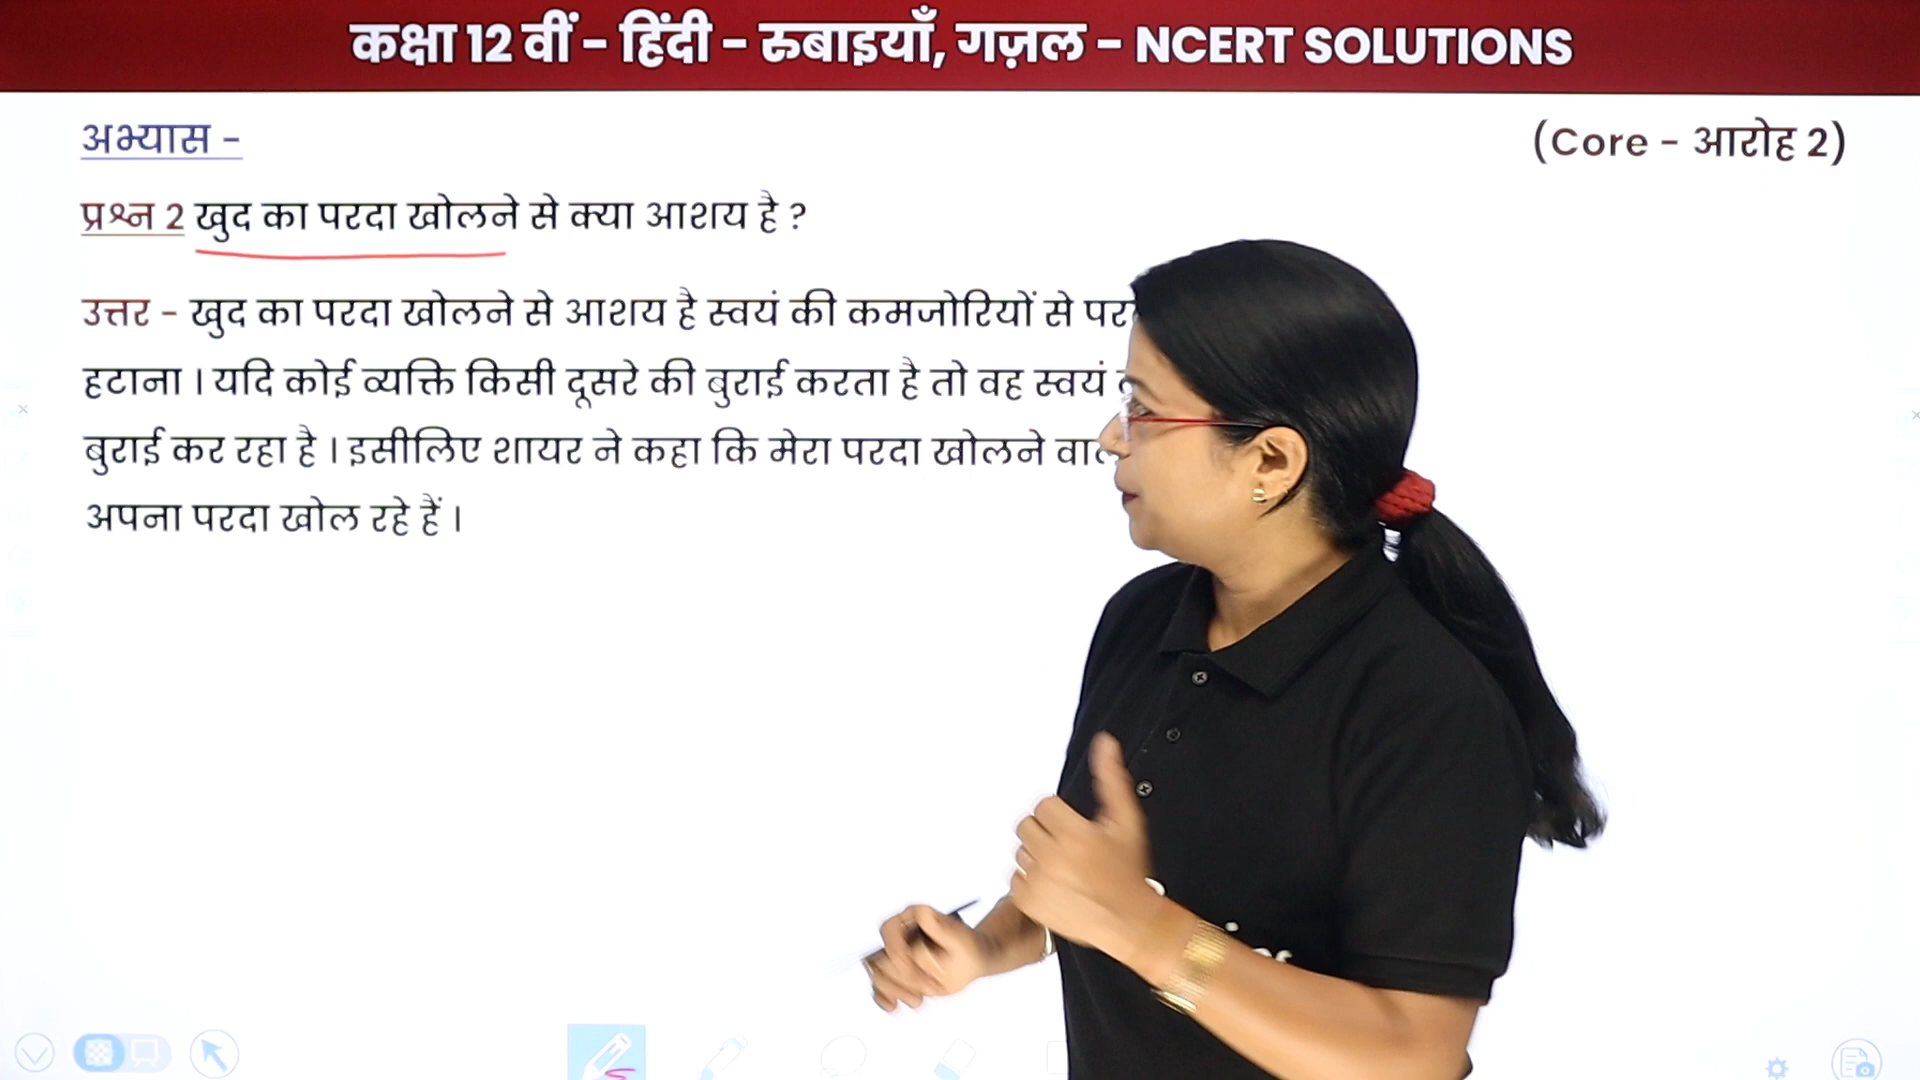 कक्षा 12 वीं - हिंदी - रुबाइयाँ, गज़ल - NCERT SOLUTIONS
अभ्यास -
(Core - आरोह 2)
प्रश्न 2 खुद का परदा खोलने से क्या आशय है ?
उत्तर - खुद का परदा खोलने से आशय है स्वयं की कमजोरियों से
हटाना । यदि कोई व्यक्ति किसी दूसरे की बुराई करता है तो वह स्वयं
बुराई कर रहा है । इसीलिए शायर ने कहा कि मेरा परदा खोलने
अपना परदा खोल रहे हैं ।